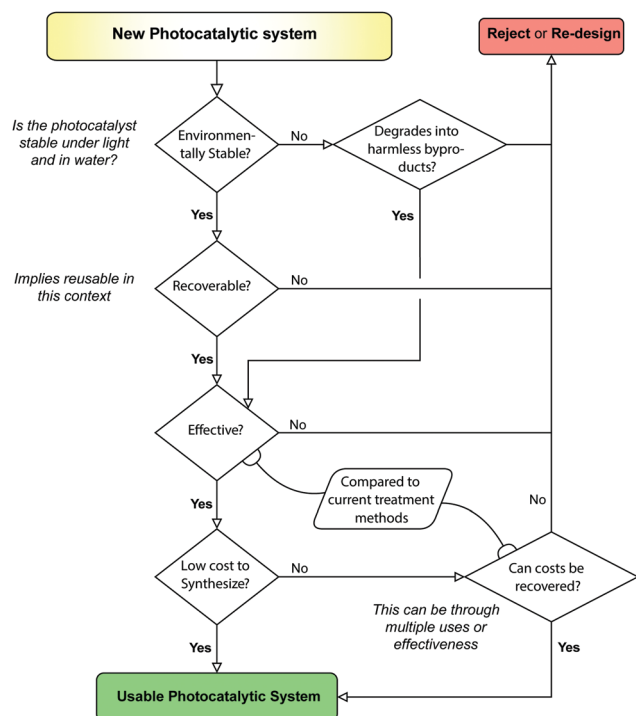 New Photocatalytic system
Reject or Re-design
Is the photocatalyst
stable under light
and in water?
Environmen-
tally Stable?
No
Degrades into
harmless bypro-
ducts?
Yes
Yes
Implies reusable in
this context
Recoverable?
No
Yes
Effective?
No
Compared to
current treatment
methods
Yes
No
Low cost to
Synthesize?
No
Can costs be
recovered?
This can be through
multiple uses or
effectiveness
Yes
Yes
Usable Photocatalytic System